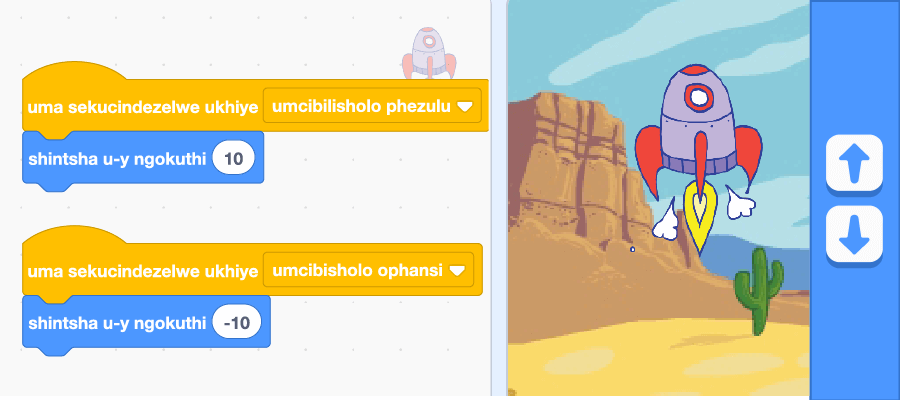 uma sekucindezelwe ukhiye umcibilisholo phezulu
shintsha u-y ngokuthi 10
uma sekucindezelwe ukhiye umcibisholo ophansi
shintsha u-y ngokuthi -10